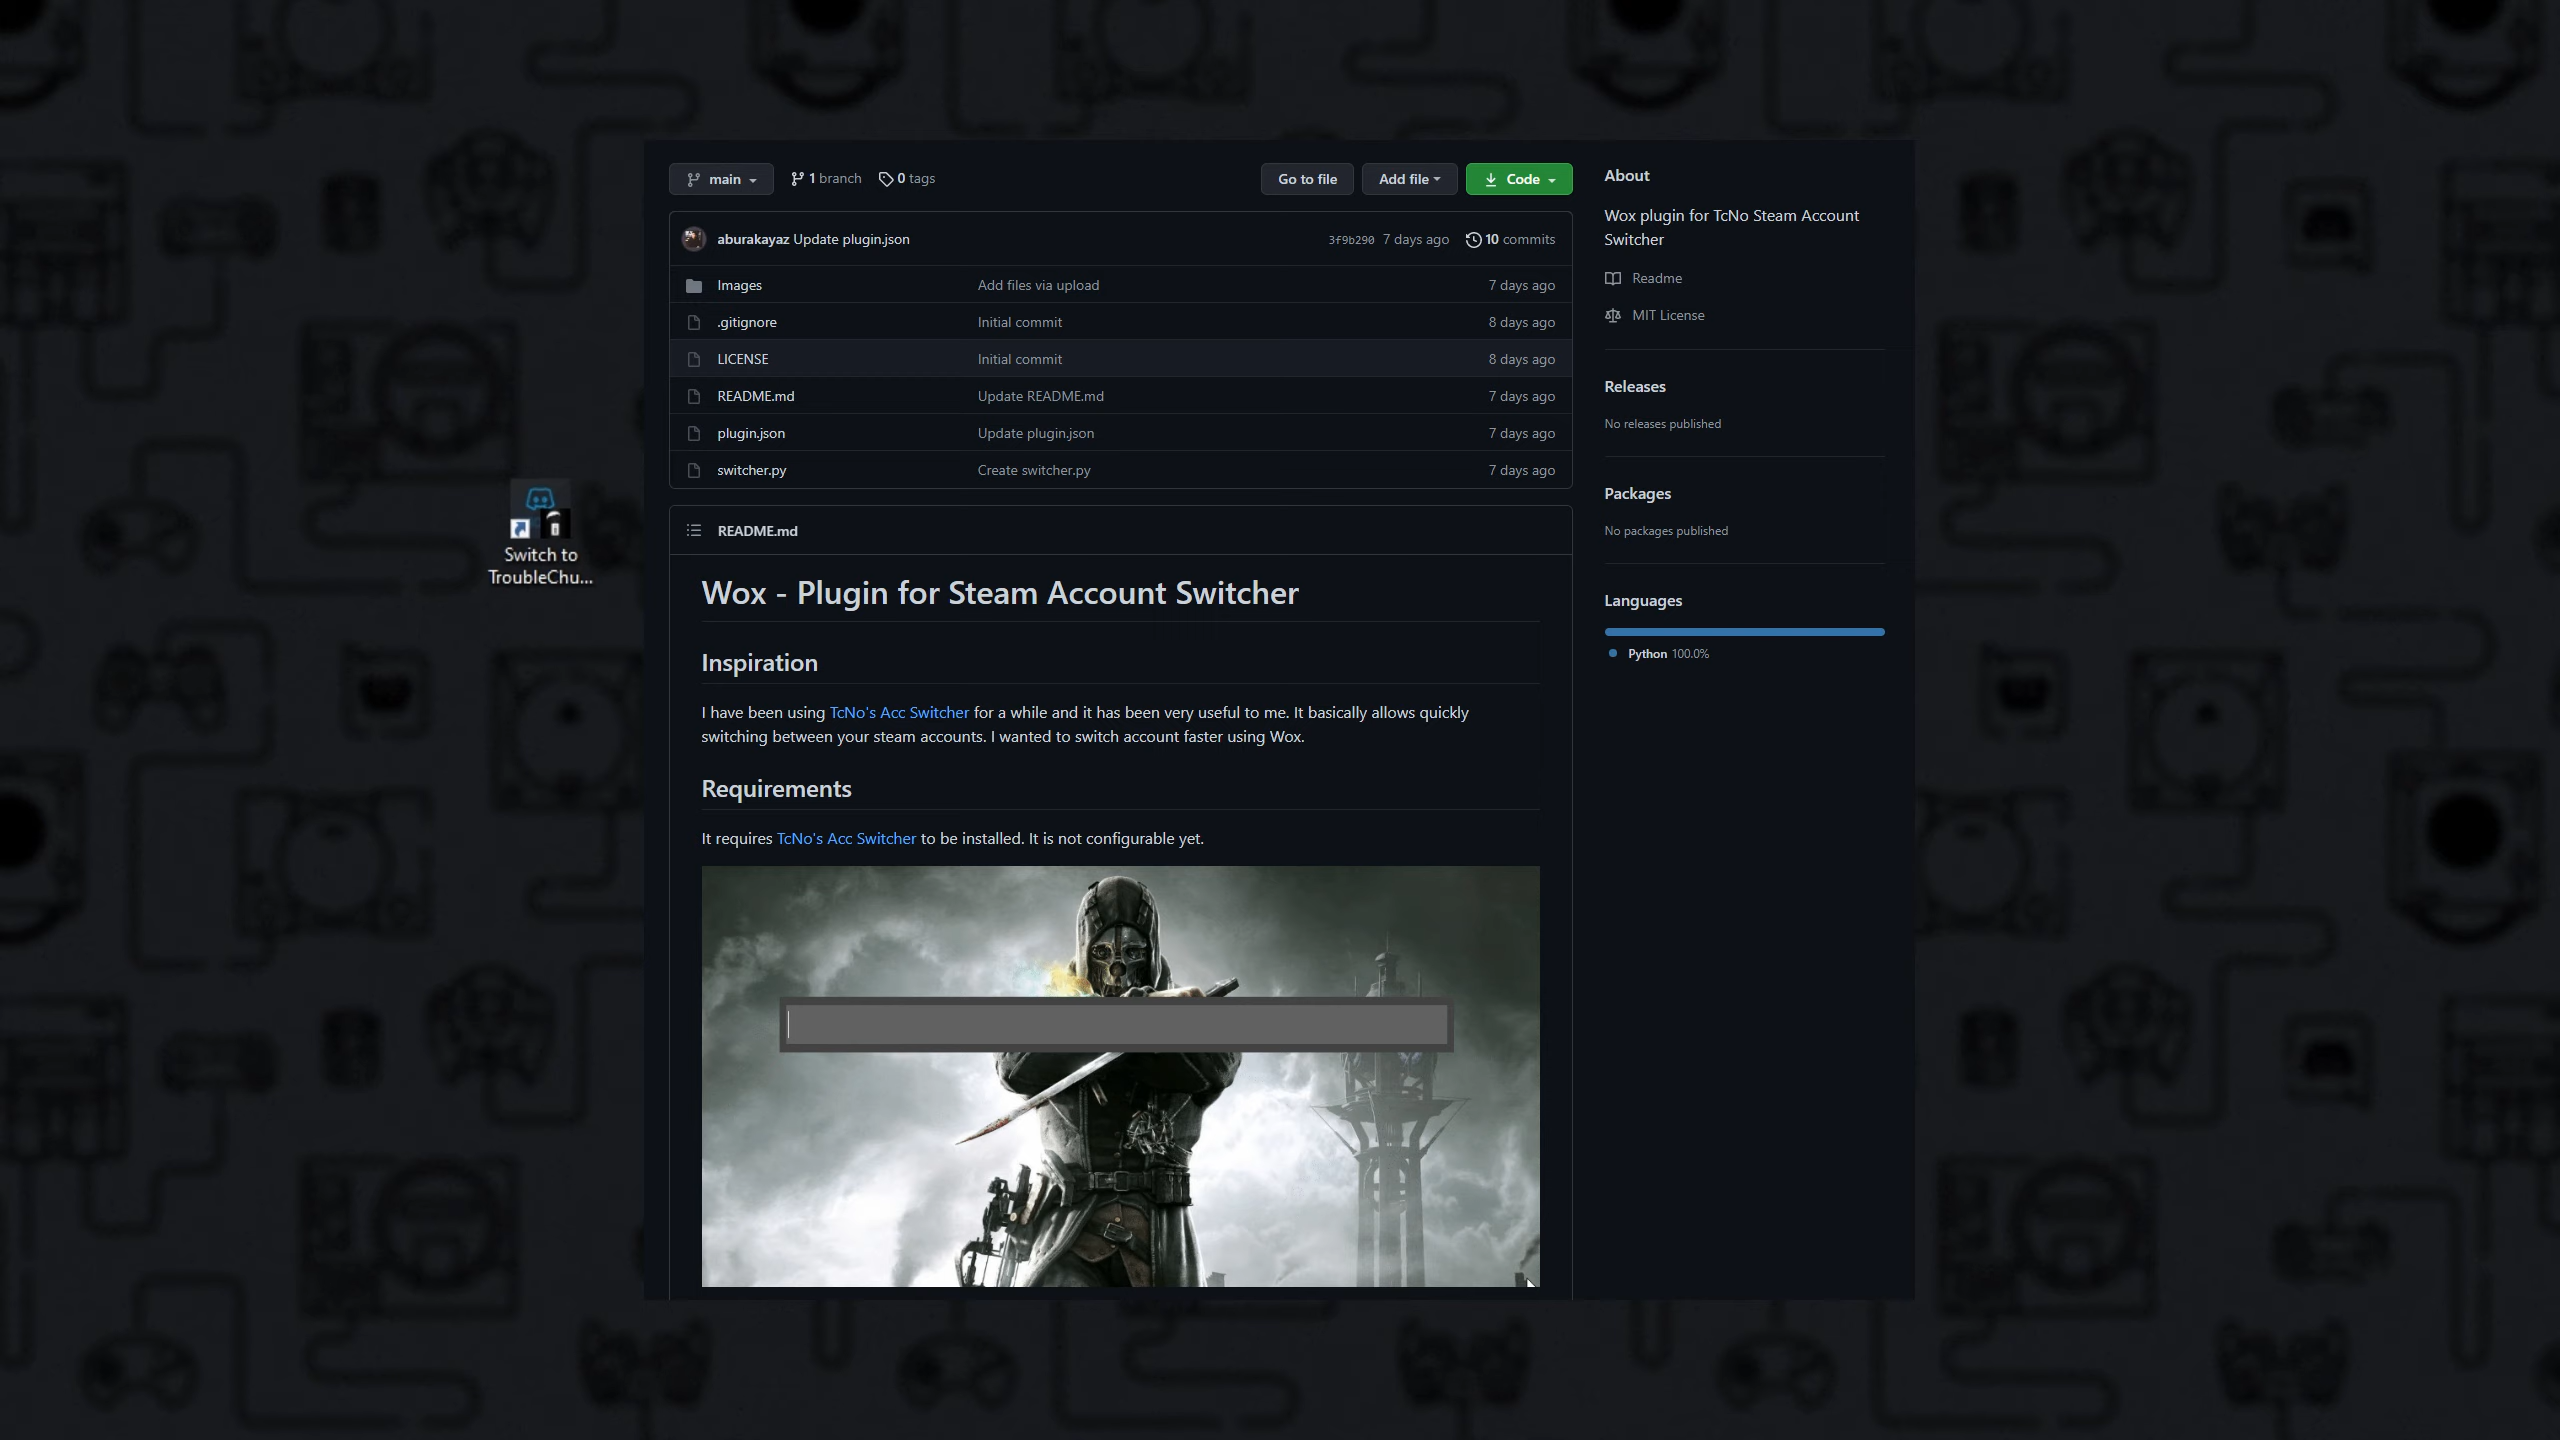 main
1 branch
0 tags
Go to file
Add file
Code
aburakayaz Update plugin.json
3f9b290 7 days ago
10 commits
Images
Add files via upload
7 days ago
.gitignore
Initial commit
8 days ago
LICENSE
Initial commit
8 days ago
README.md
Update README.md
7 days ago
plugin.json
Update plugin.json
7 days ago
switcher.py
Create switcher.py
7 days ago
Switch to
TroubleChu...
README.md
Wox - Plugin for Steam Account Switcher
Inspiration
I have been using TcNo's Acc Switcher for a while and it has been very useful to me. It basically allows quickly
switching between your steam accounts. I wanted to switch account faster using Wox.
Requirements
It requires TcNo's Acc Switcher to be installed. It is not configurable yet.
About
Wox plugin for TcNo Steam Account
Switcher
Readme
MIT License
Releases
No releases published
Packages
No packages published
Languages
Python 100.0%